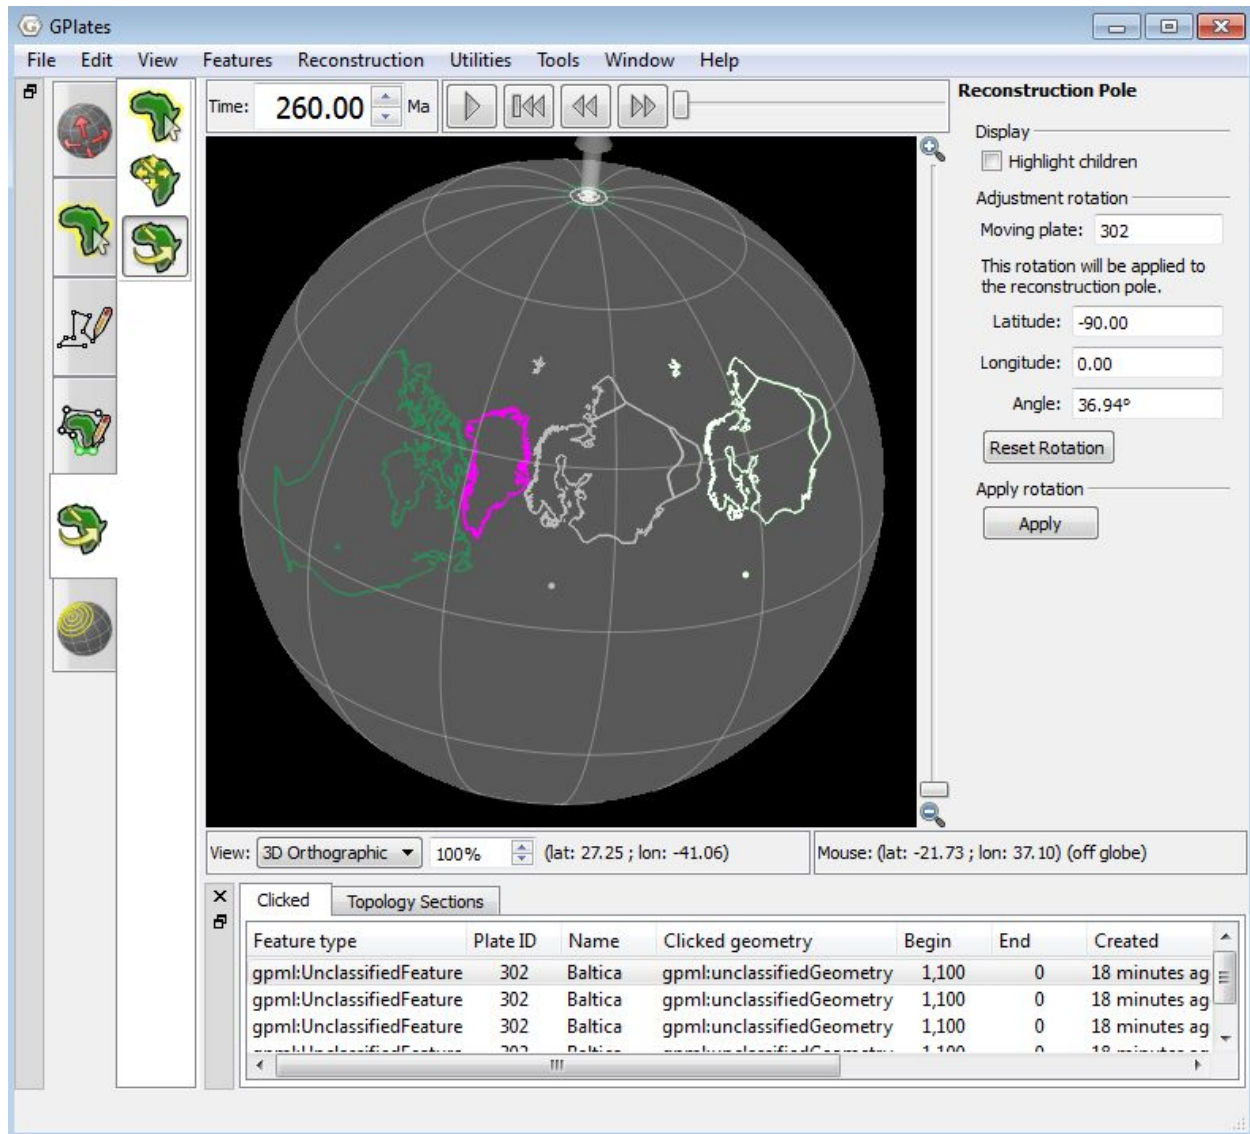 GPlates
File Edit View Features Reconstruction Utilities Tools Window Help
Time: 260.00 Ma
Reconstruction Pole
Display
Highlight children
Adjustment rotation
Moving plate: 302
This rotation will be applied to
the reconstruction pole.
Latitude: -90.00
Longitude: 0.00
Angle: 36.94°
Reset Rotation
Apply rotation
Apply
View: 3D Orthographic 100% (lat: 27.25 ; lon: -41.06) Mouse: (lat: -21.73 ; lon: 37.10) (off globe)
Clicked Topology Sections
Feature type Plate ID Name Clicked geometry Begin End Created
gpml:UnclassifiedFeature 302 Baltica gpml:unclassifiedGeometry 1,100 0 18 minutes ag
gpml:UnclassifiedFeature 302 Baltica gpml:unclassifiedGeometry 1,100 0 18 minutes ag
gpml:UnclassifiedFeature 302 Baltica gpml:unclassifiedGeometry 1,100 0 18 minutes ag